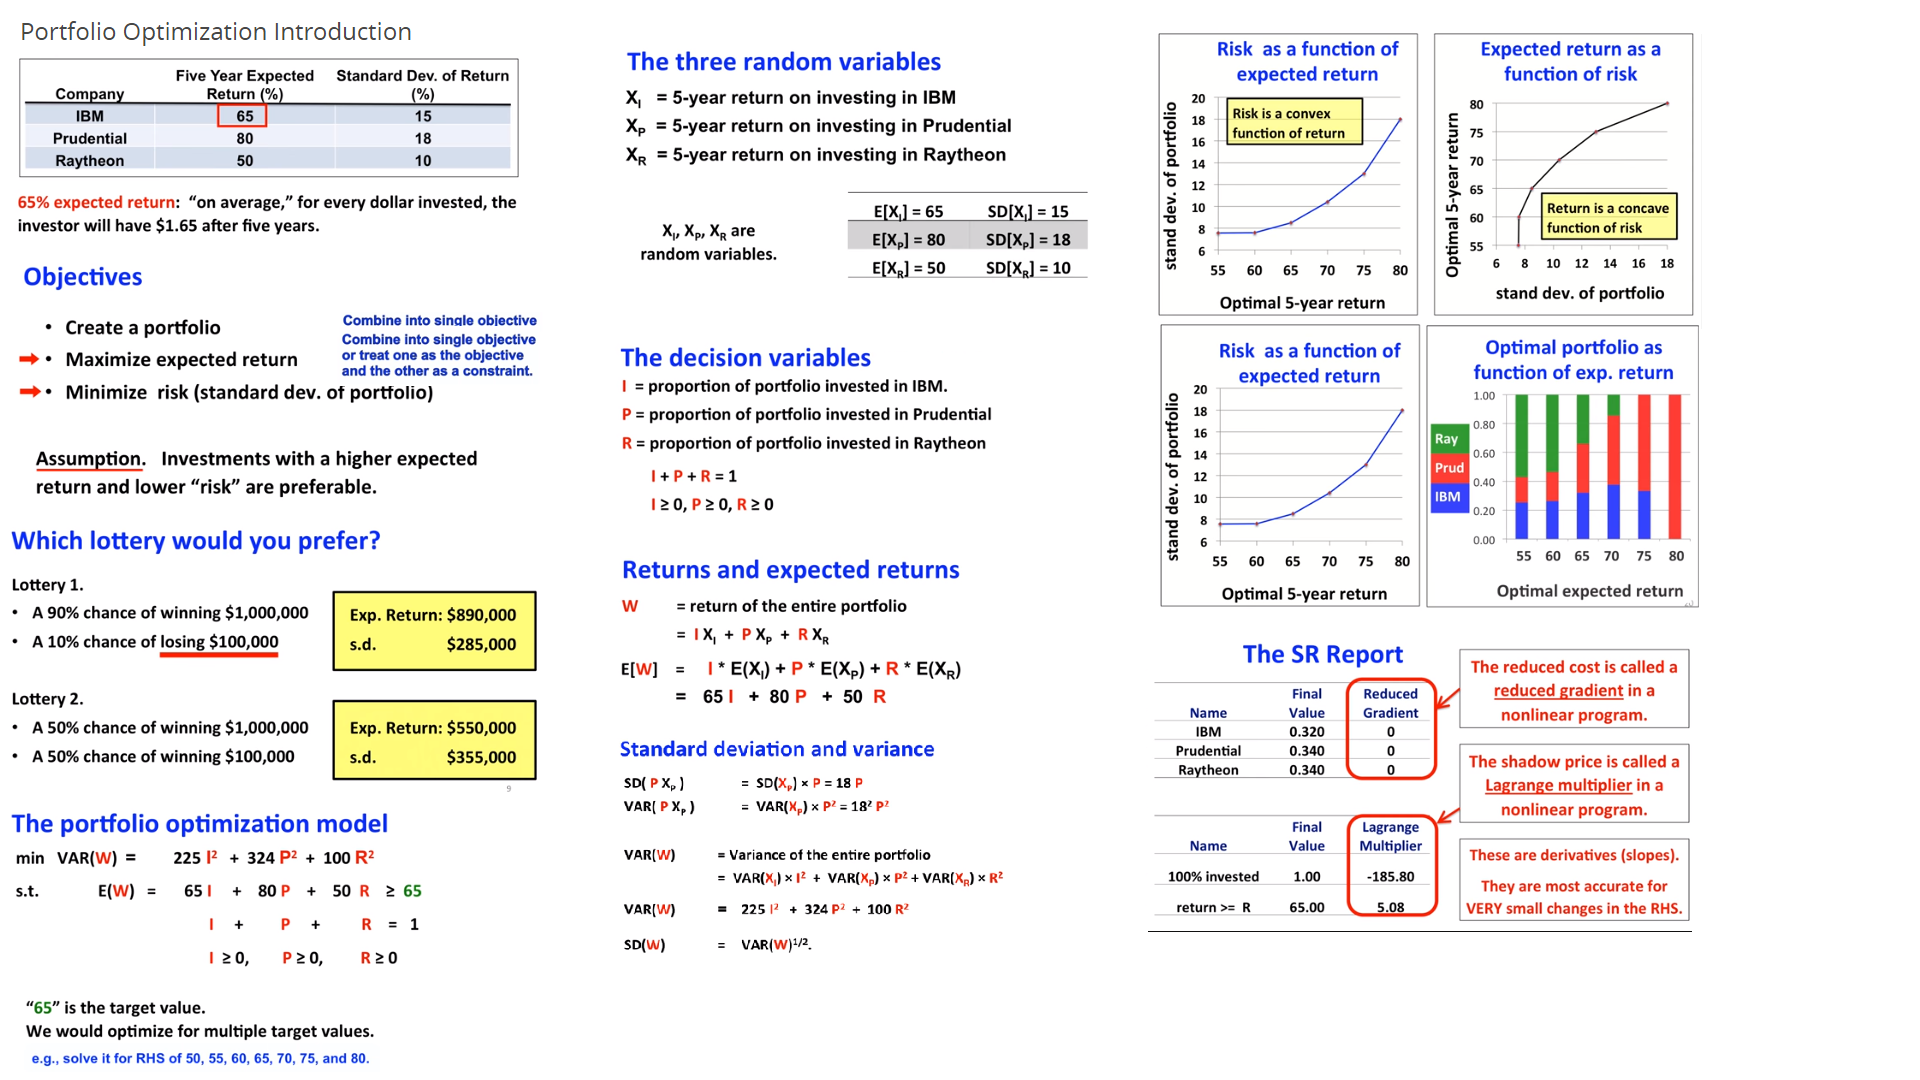 Portfolio Optimization Introduction
Company Five Year Expected Return (%) Standard Dev. of Return (%)
IBM 65 15
Prudential 80 18
Raytheon 50 10
65% expected return: “on average,” for every dollar invested, the
investor will have $1.65 after five years.
Objectives
• Create a portfolio
• Maximize expected return
• Minimize risk (standard dev. of portfolio)
Combine into single objective
Combine into single objective
or treat one as the objective
and the other as a constraint.
Assumption. Investments with a higher expected
return and lower “risk” are preferable.
Which lottery would you prefer?
Lottery 1.
• A 90% chance of winning $1,000,000
• A 10% chance of losing $100,000
Exp. Return: $890,000
s.d. $285,000
Lottery 2.
• A 50% chance of winning $1,000,000
• A 50% chance of winning $100,000
Exp. Return: $550,000
s.d. $355,000
9
The portfolio optimization model
min VAR(W) = 225 I² + 324 P² + 100 R²
s.t. E(W) = 65 I + 80 P + 50 R ≥ 65
I + P + R = 1
I ≥ 0, P ≥ 0, R ≥ 0
“65” is the target value.
We would optimize for multiple target values.
e.g., solve it for RHS of 50, 55, 60, 65, 70, 75, and 80.
The three random variables
X_I = 5-year return on investing in IBM
X_P = 5-year return on investing in Prudential
X_R = 5-year return on investing in Raytheon
X_I, X_P, X_R are
random variables.
E[X_I] = 65 SD[X_I] = 15
E[X_P] = 80 SD[X_P] = 18
E[X_R] = 50 SD[X_R] = 10
The decision variables
I = proportion of portfolio invested in IBM.
P = proportion of portfolio invested in Prudential
R = proportion of portfolio invested in Raytheon
I + P + R = 1
I ≥ 0, P ≥ 0, R ≥ 0
Returns and expected returns
W = return of the entire portfolio
= I X_I + P X_P + R X_R
E[W] = I * E(X_I) + P * E(X_P) + R * E(X_R)
= 65 I + 80 P + 50 R
Standard deviation and variance
SD( P X_P ) = SD(X_P) × P = 18 P
VAR( P X_P ) = VAR(X_P) × P² = 18² P²
VAR(W) = Variance of the entire portfolio
= VAR(X_I) × I² + VAR(X_P) × P² + VAR(X_R) × R²
VAR(W) = 225 I² + 324 P² + 100 R²
SD(W) = VAR(W)^1/2.
Risk as a function of
expected return
Risk is a convex
function of return
stand dev. of portfolio
20
18
16
14
12
10
8
6
55 60 65 70 75 80
Optimal 5-year return
Expected return as a
function of risk
Optimal 5-year return
80
75
70
65
60
55
Return is a concave
function of risk
6 8 10 12 14 16 18
stand dev. of portfolio
Risk as a function of
expected return
stand dev. of portfolio
20
18
16
14
12
10
8
6
55 60 65 70 75 80
Optimal 5-year return
Optimal portfolio as
function of exp. return
Ray
Prud
IBM
1.00
0.80
0.60
0.40
0.20
0.00
55 60 65 70 75 80
Optimal expected return
The SR Report
Name Final Value Reduced Gradient
IBM 0.320 0
Prudential 0.340 0
Raytheon 0.340 0
Name Final Value Lagrange Multiplier
100% invested 1.00 -185.80
return >= R 65.00 5.08
The reduced cost is called a
reduced gradient in a
nonlinear program.
The shadow price is called a
Lagrange multiplier in a
nonlinear program.
These are derivatives (slopes).
They are most accurate for
VERY small changes in the RHS.